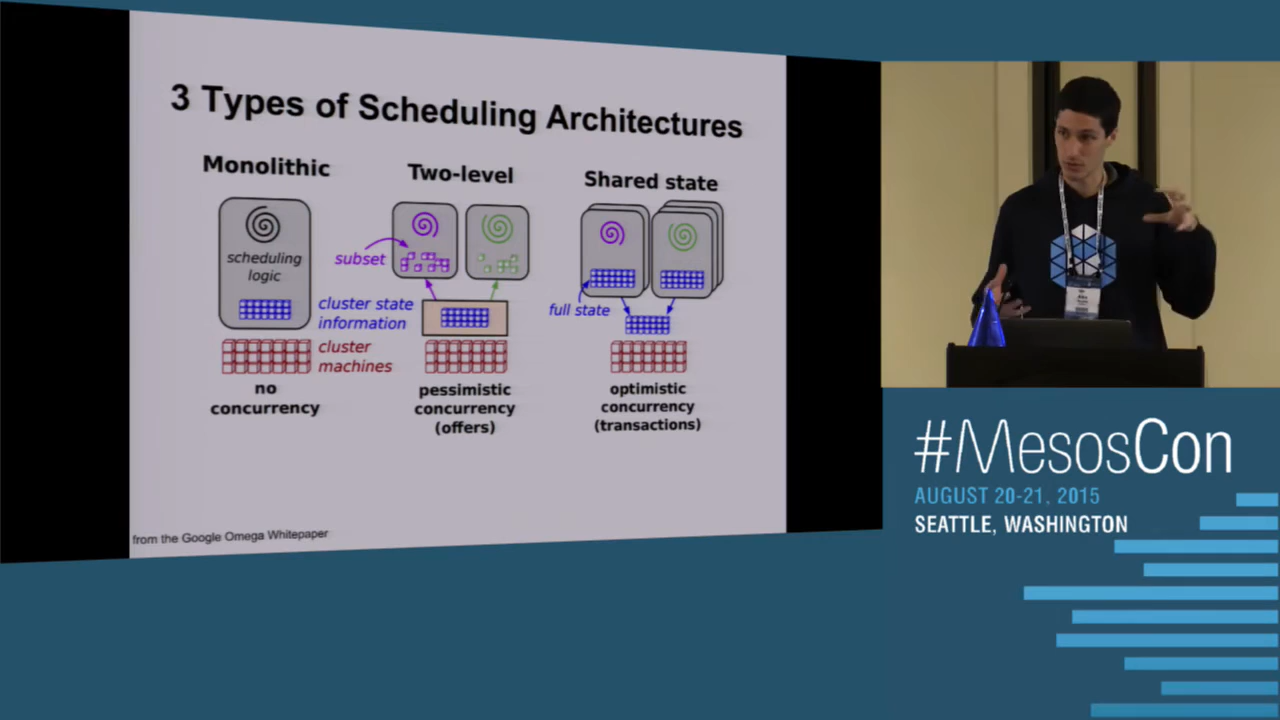 3 Types of Scheduling Architectures
Monolithic
Two-level
Shared state
scheduling
logic
subset
full state
cluster state
information
cluster
machines
no
concurrency
pessimistic
concurrency
(offers)
optimistic
concurrency
(transactions)
from the Google Omega Whitepaper
#MesosCon
AUGUST 20-21, 2015
SEATTLE, WASHINGTON